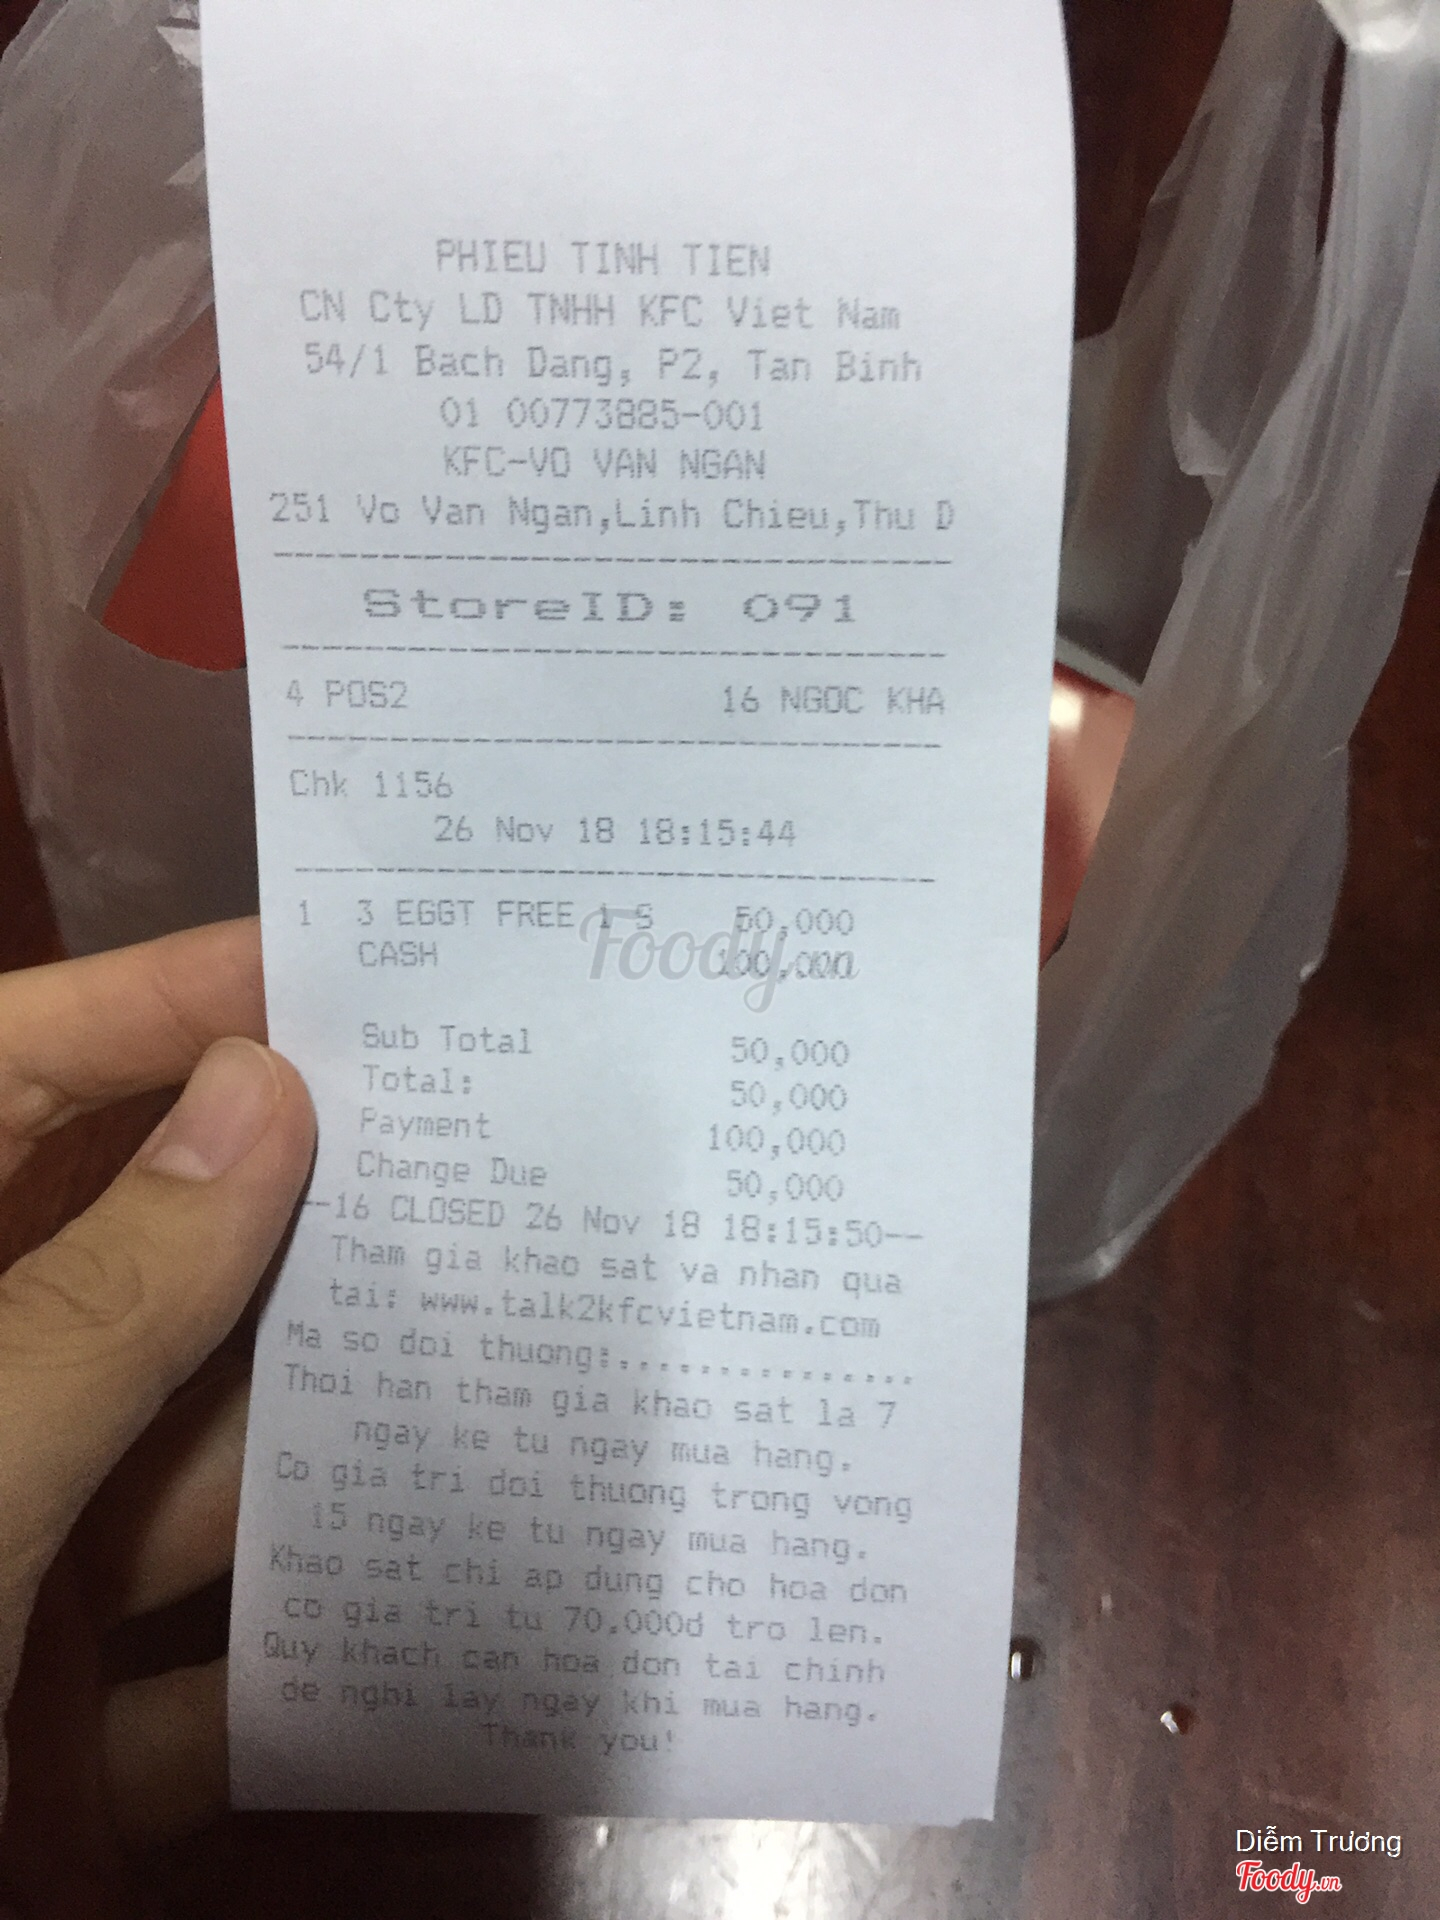 PHIEU TINH TIEN
CN Cty LD TNHH KFC Viet Nam
54/1 Bach Dang, P2, Tan Binh
01 00773885-001
KFC-VO VAN NGAN
251 Vo Van Ngan,Linh Chieu,Thu D
StoreID: 091
4 POS2 16 NGOC KHA
Chk 1156
26 Nov 18 18:15:44
1 3 EGGT FREE 1 S 50,000
CASH 100,000
Foody.vn
Sub Total 50,000
Total: 50,000
Payment 100,000
Change Due 50,000
--16 CLOSED 26 Nov 18 18:15:50--
Tham gia khao sat va nhan qua
tai: www.talk2kfcvietnam.com
Ma so doi thuong:...............
Thoi han tham gia khao sat la 7
ngay ke tu ngay mua hang.
Co gia tri doi thuong trong vong
15 ngay ke tu ngay mua hang.
Khao sat chi ap dung cho hoa don
co gia tri tu 70.000d tro len.
Quy khach can hoa don tai chinh
de nghi lay ngay khi mua hang.
Thank you!
Diễm Trương
Foody.vn